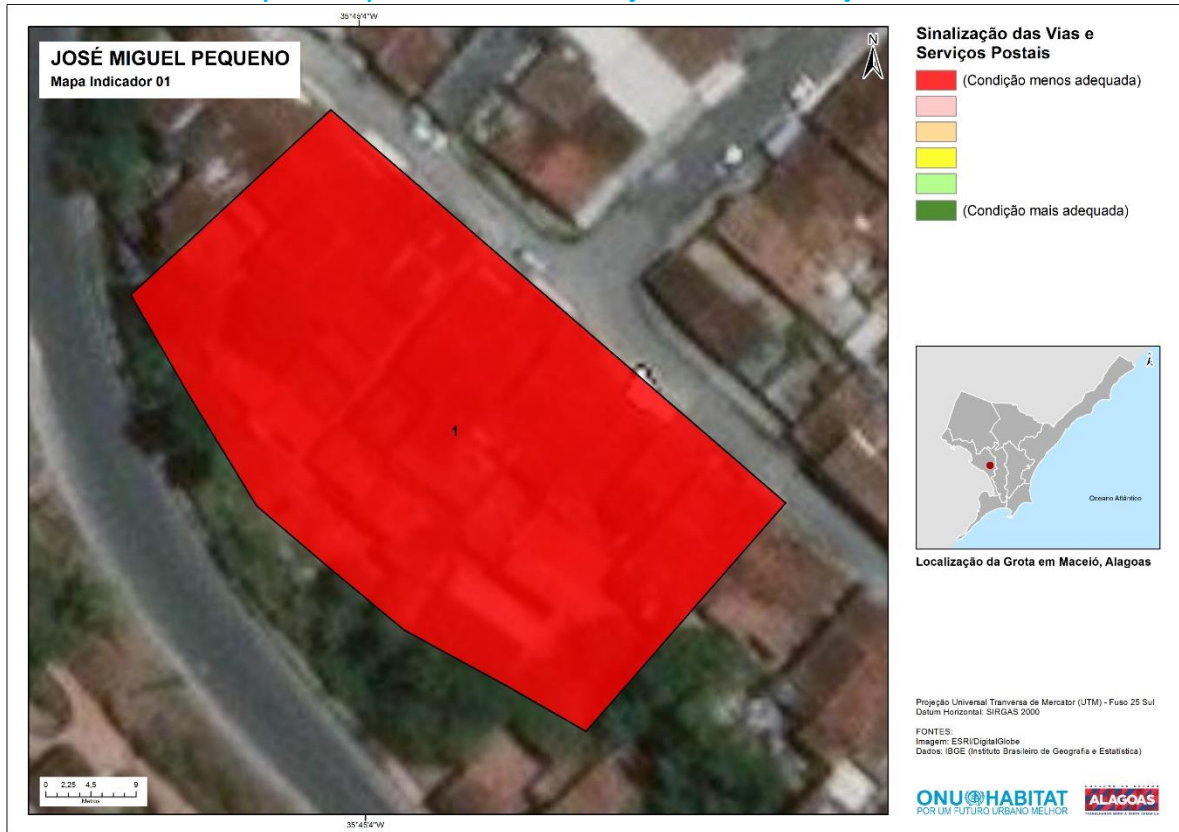 35°45'4"W
JOSÉ MIGUEL PEQUENO
Mapa Indicador 01
N
1
0 2,25 4,5 9
Metros
35°45'4"W
Sinalização das Vias e
Serviços Postais
(Condição menos adequada)
(Condição mais adequada)
Oceano Atlântico
Localização da Grota em Maceió, Alagoas
Projeção Universal Tranversa de Mercator (UTM) - Fuso 25 Sul
Datum Horizontal: SIRGAS 2000
FONTES:
Imagem: ESRI/DigitalGlobe
Dados: IBGE (Instituto Brasileiro de Geografia e Estatística)
ONU HABITAT
POR UM FUTURO URBANO MELHOR
ALAGOAS